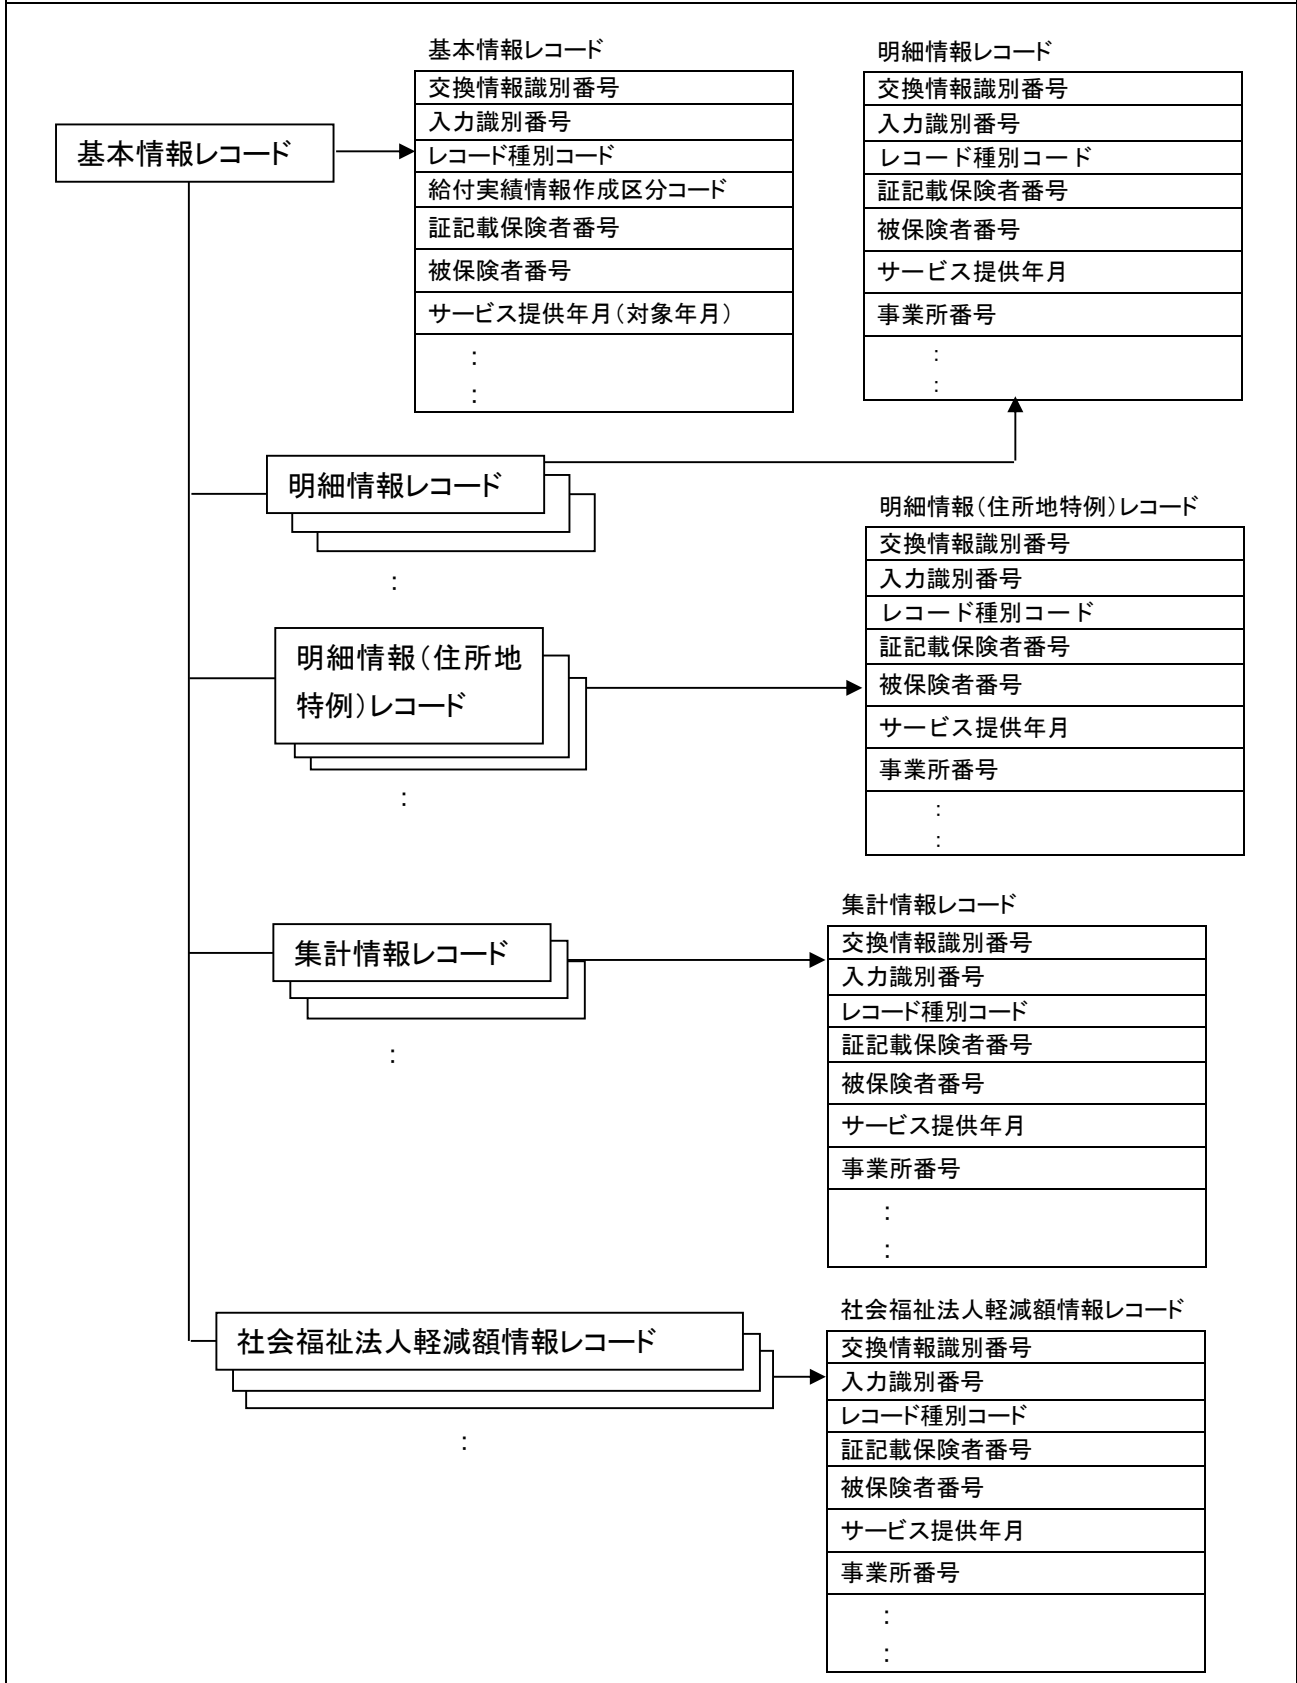 基本情報レコード
基本情報レコード
交換情報識別番号
入力識別番号
レコード種別コード
給付実績情報作成区分コード
証記載保険者番号
被保険者番号
サービス提供年月(対象年月)
:
:
明細情報レコード
交換情報識別番号
入力識別番号
レコード種別コード
証記載保険者番号
被保険者番号
サービス提供年月
事業所番号
:
:
明細情報レコード
:
明細情報(住所地
特例)レコード
:
明細情報(住所地特例)レコード
交換情報識別番号
入力識別番号
レコード種別コード
証記載保険者番号
被保険者番号
サービス提供年月
事業所番号
:
:
集計情報レコード
:
集計情報レコード
交換情報識別番号
入力識別番号
レコード種別コード
証記載保険者番号
被保険者番号
サービス提供年月
事業所番号
:
:
社会福祉法人軽減額情報レコード
:
社会福祉法人軽減額情報レコード
交換情報識別番号
入力識別番号
レコード種別コード
証記載保険者番号
被保険者番号
サービス提供年月
事業所番号
:
: